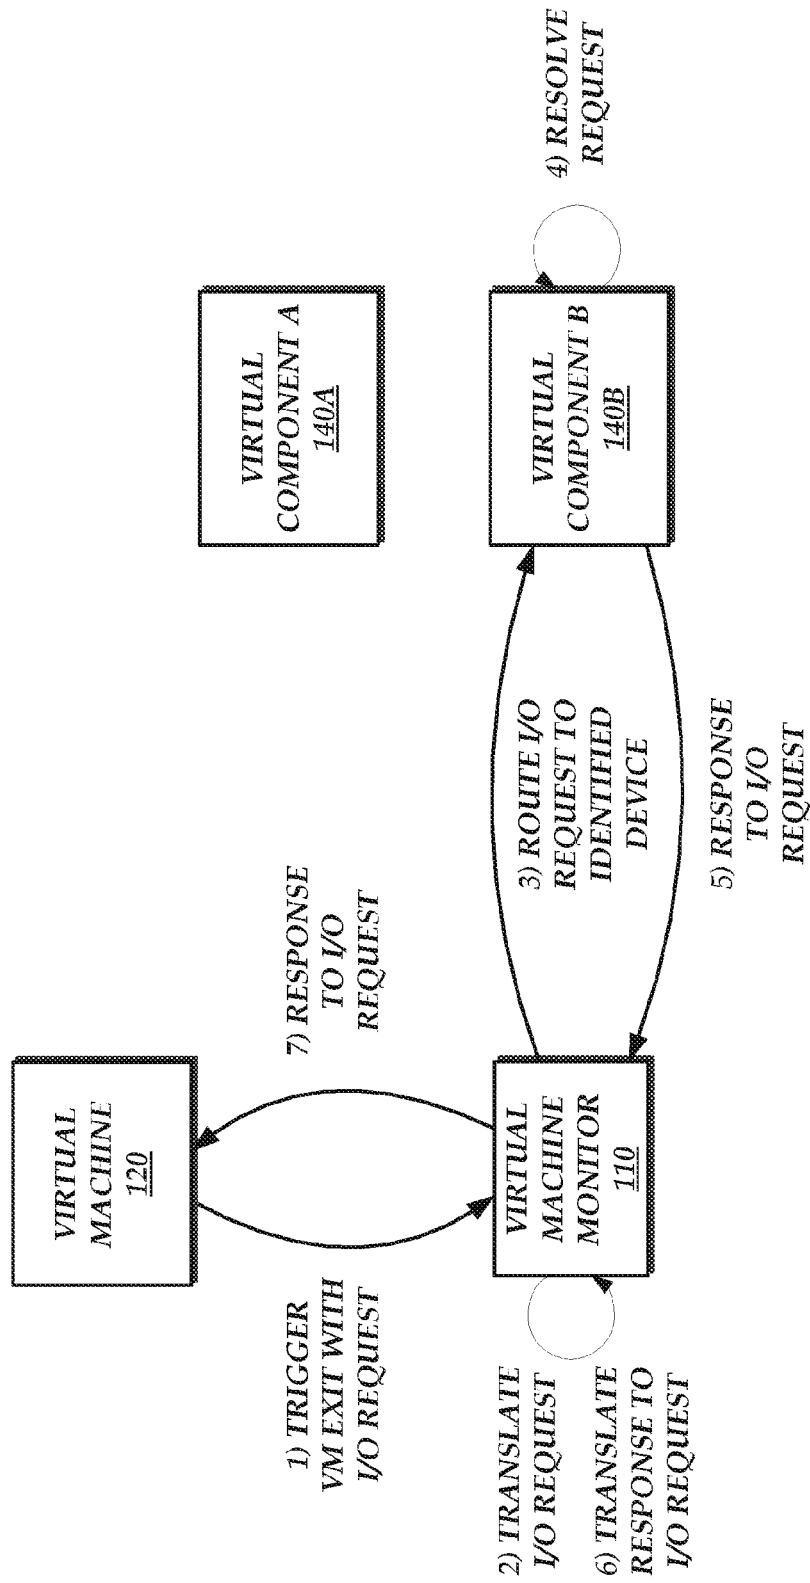 VIRTUAL
MACHINE
120
1) TRIGGER
VM EXIT WITH
I/O REQUEST
7) RESPONSE
TO I/O
REQUEST
VIRTUAL
COMPONENT A
140A
2) TRANSLATE
I/O REQUEST
6) TRANSLATE
RESPONSE TO
I/O REQUEST
VIRTUAL
MACHINE
MONITOR
110
3) ROUTE I/O
REQUEST TO
IDENTIFIED
DEVICE
5) RESPONSE
TO I/O
REQUEST
VIRTUAL
COMPONENT B
140B
4) RESOLVE
REQUEST